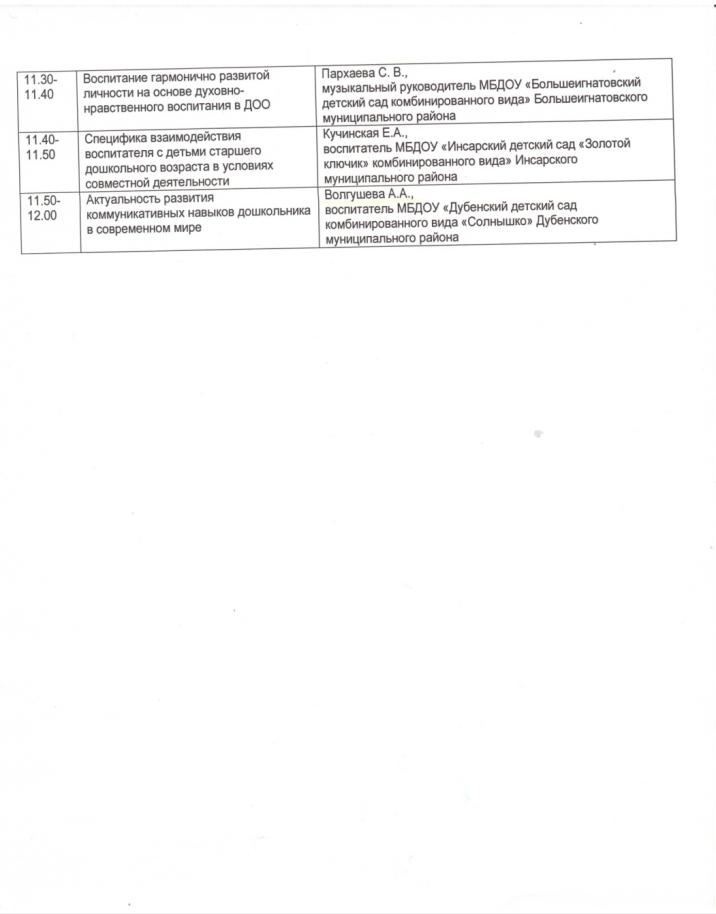 11.30-
11.40
Воспитание гармонично развитой
личности на основе духовно-
нравственного воспитания в ДОО
Пархаева С. В.,
музыкальный руководитель МБДОУ «Большеигнатовский
детский сад комбинированного вида» Большеигнатовского
муниципального района
11.40-
11.50
Специфика взаимодействия
воспитателя с детьми старшего
дошкольного возраста в условиях
совместной деятельности
Кучинская Е.А.,
воспитатель МБДОУ «Инсарский детский сад «Золотой
ключик» комбинированного вида» Инсарского
муниципального района
11.50-
12.00
Актуальность развития
коммуникативных навыков дошкольника
в современном мире
Волгушева А.А.,
воспитатель МБДОУ «Дубенский детский сад
комбинированного вида «Солнышко» Дубенского
муниципального района